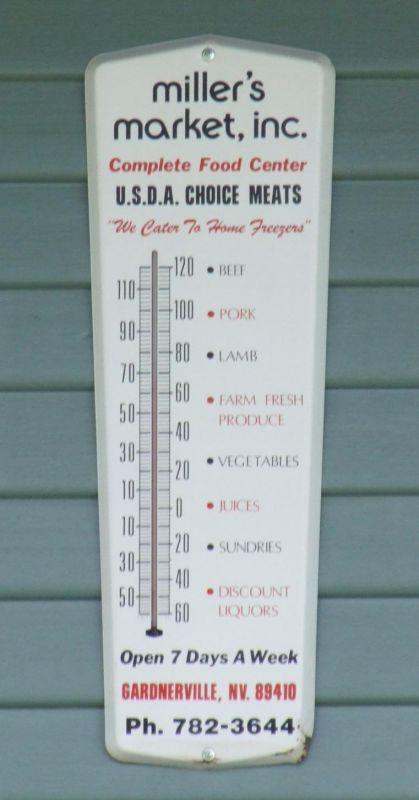 miller's
market, inc.
Complete Food Center
U.S.D.A. CHOICE MEATS
"We Cater To Home Freezers"
120
110
100
90
80
70
60
50
40
30
20
10
0
10
20
30
40
50
60
• BEEF
• PORK
• LAMB
• FARM FRESH
PRODUCE
• VEGETABLES
• JUICES
• SUNDRIES
• DISCOUNT
LIQUORS
Open 7 Days A Week
GARDNERVILLE, NV. 89410
Ph. 782-3644